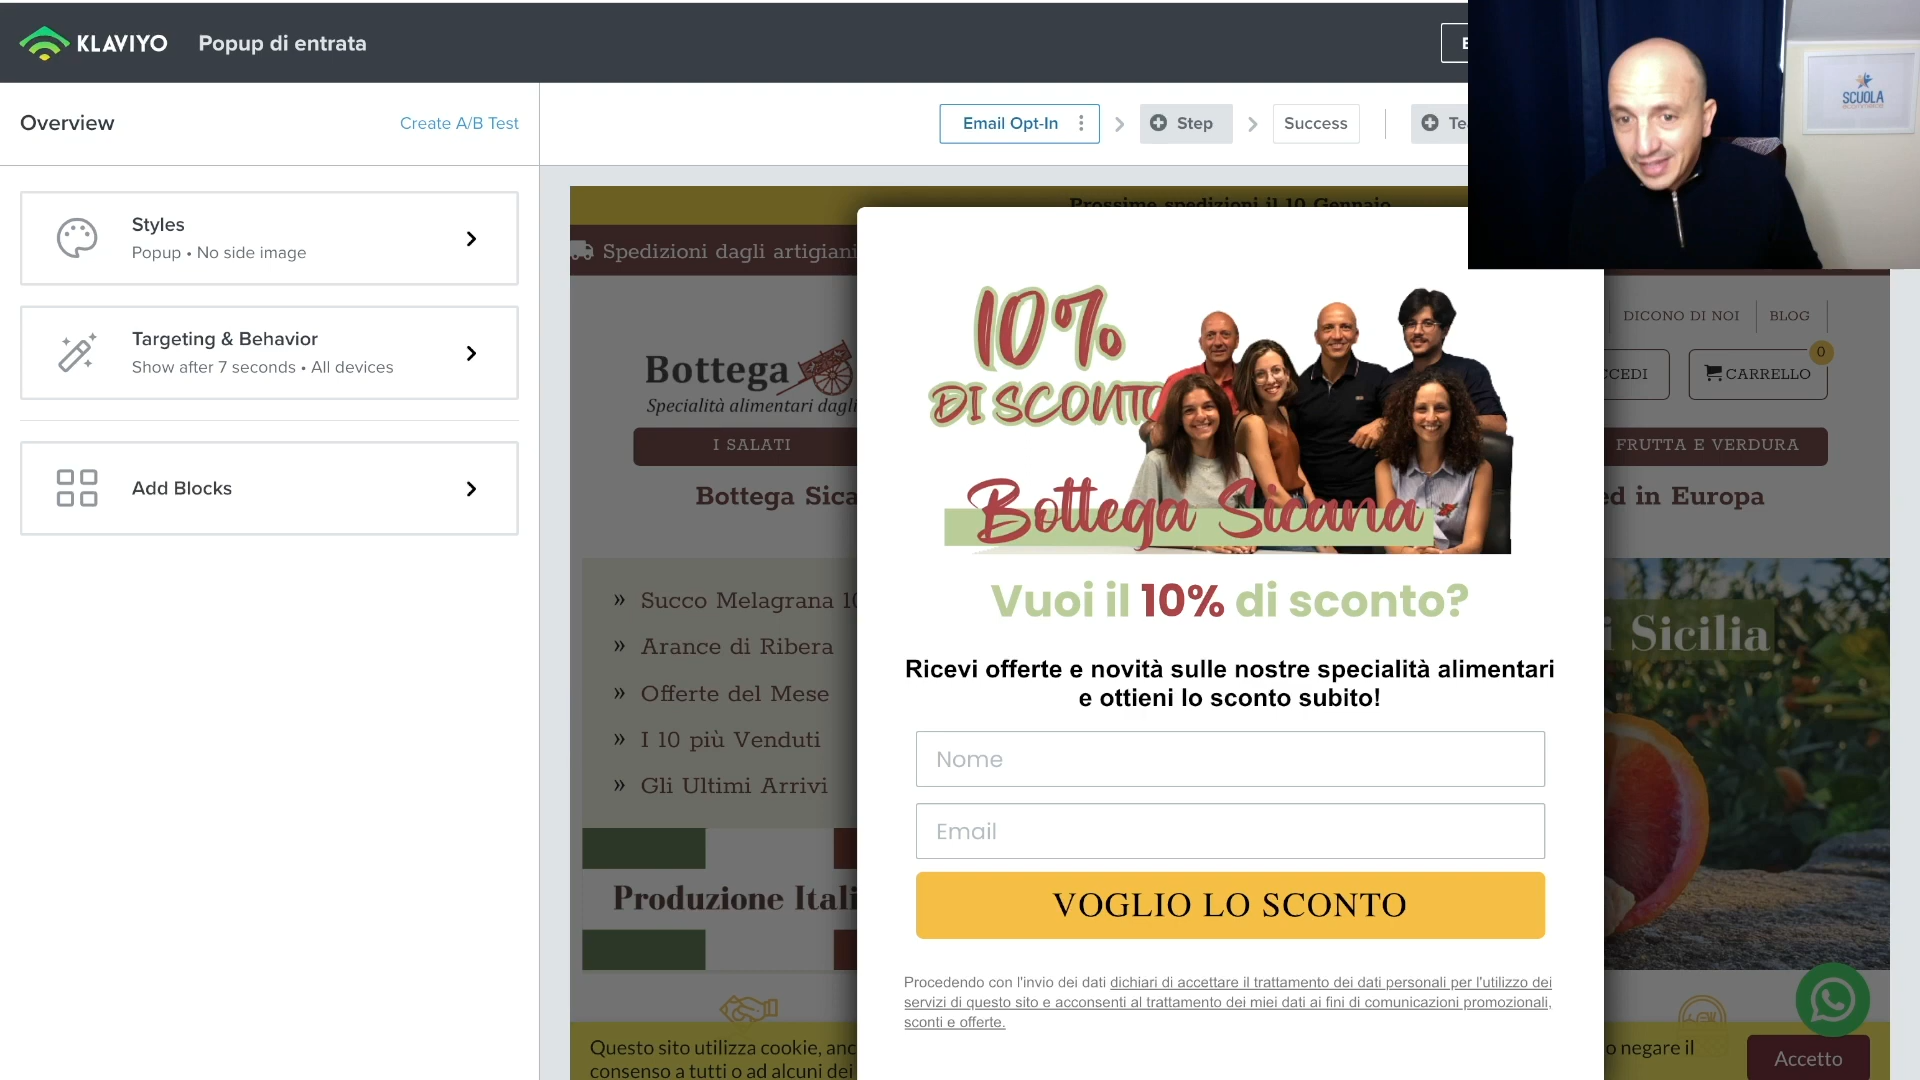 KLAVIYO
Popup di entrata
SCUOLA
Overview
Create A/B Test
Email Opt-In
Step
Success
Styles
Popup • No side image
Targeting & Behavior
Show after 7 seconds • All devices
Add Blocks
Prossime spedizioni il 10 Gennaio
Spedizioni dagli artigiani
DICONO DI NOI
BLOG
0
CARRELLO
Bottega
Specialità alimentari
I SALATI
FRUTTA E VERDURA
Bottega
in Europa
10%
DI SCONTO
Bottega Sicana
Vuoi il 10% di sconto?
Ricevi offerte e novità sulle nostre specialità alimentari
e ottieni lo sconto subito!
Nome
Email
VOGLIO LO SCONTO
Procedendo con l'invio dei dati dichiari di accettare il trattamento dei dati personali per l'utilizzo dei
servizi di questo sito e acconsenti al trattamento dei miei dati ai fini di comunicazioni promozionali,
sconti e offerte.
» Succo Melagrana
» Arance di Ribera
» Offerte del Mese
» I 10 più Venduti
» Gli Ultimi Arrivi
Sicilia
Produzione
Questo sito utilizza cookie,
consenso a tutti o ad alcuni dei
o negare il
Accetto